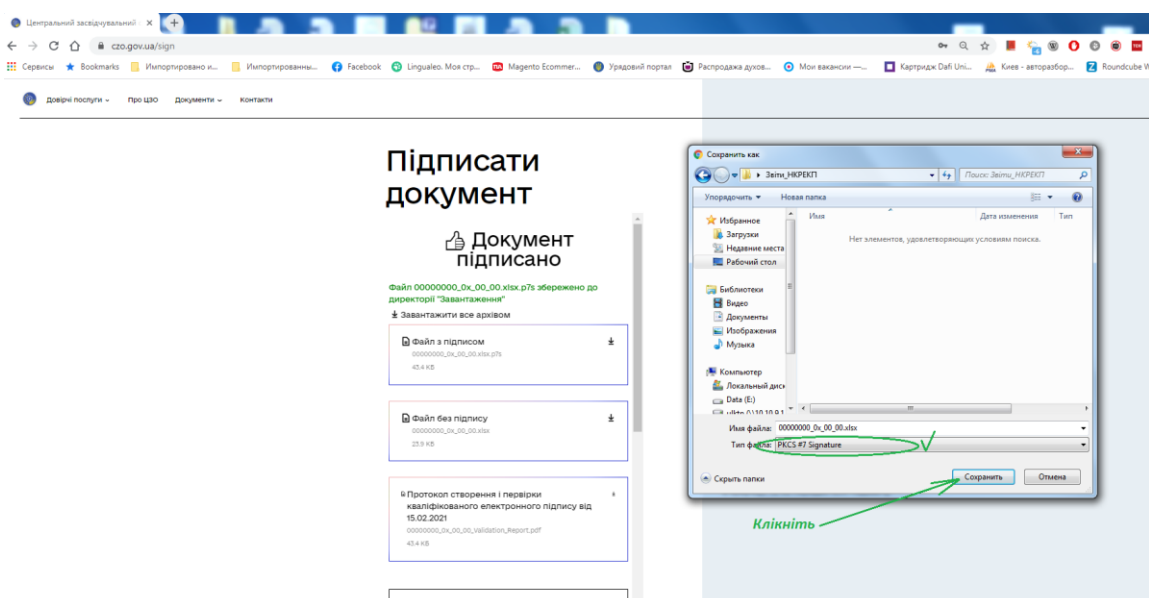 Центральний засвідчувальний
czo.gov.ua/sign
Сервисы Bookmarks Импортировано и... Импортированны... Facebook Lingualeo. Моя стр... Magento Ecommer... Урядовий портал Распродажа духов... Мои вакансии —... Картридж Dafi Uni... Киев - авторазбор... Roundcube W
Довірчі послуги Про ЦЗО Документи Контакти
Підписати
документ
Документ
підписано
Файл 00000000_0x_00_00.xlsx.p7s збережено до
директорії "Завантаження"
Завантажити все архівом
Файл з підписом
00000000_0x_00_00.xlsx.p7s
43.4 KB
Файл без підпису
00000000_0x_00_00.xlsx
23.9 KB
Протокол створення і перевірки
кваліфікованого електронного підпису від
15.02.2021
00000000_0x_00_00_Validation_Report.pdf
43.4 KB
Сохранить как
Звіти_НКРЕКП
Поиск: Звіти_НКРЕКП
Упорядочить Новая папка
Имя Дата изменения Тип
Нет элементов, удовлетворяющих условиям поиска.
Избранное
Загрузки
Недавние места
Рабочий стол
Библиотеки
Видео
Документы
Изображения
Музыка
Компьютер
Локальный диск
Data (E:)
Имя файла: 00000000_0x_00_00.xlsx
Тип файла: PKCS #7 Signature
Скрыть папки
Сохранить Отмена
Клікніть